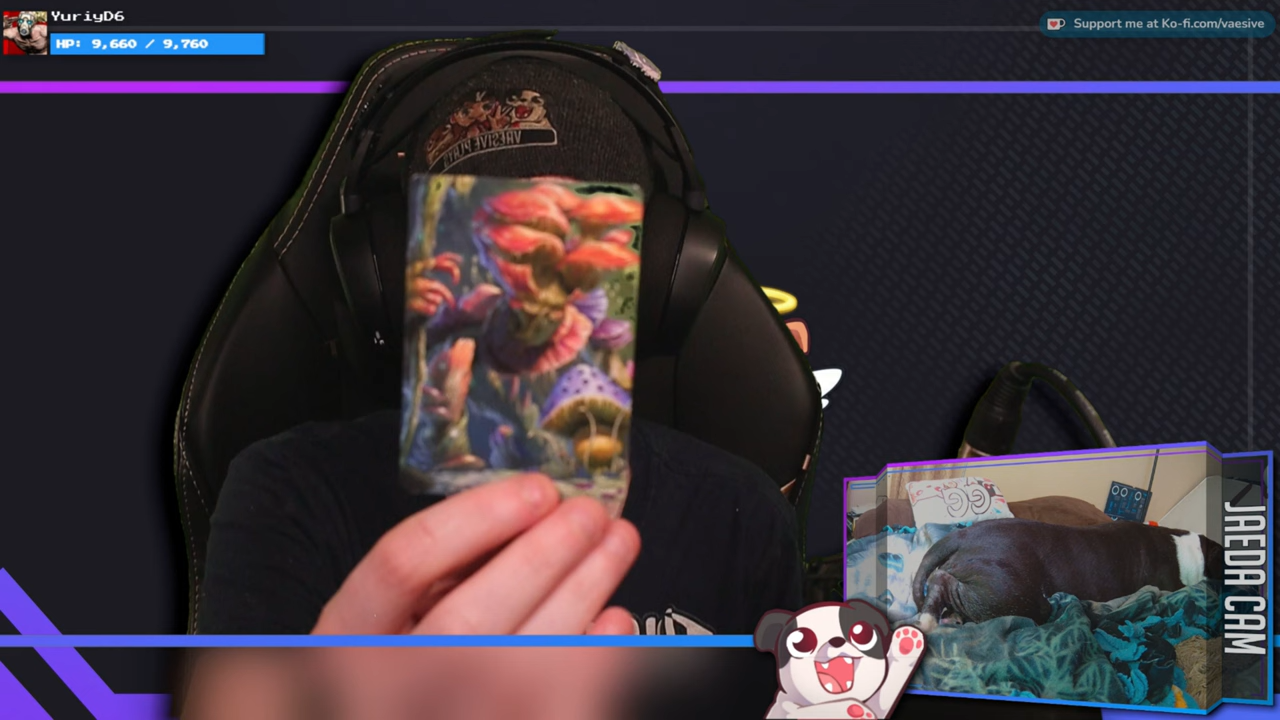 YuriyD6
HP: 9,660 / 9,760
Support me at Ko-fi.com/vaesive
JAEDA CAM